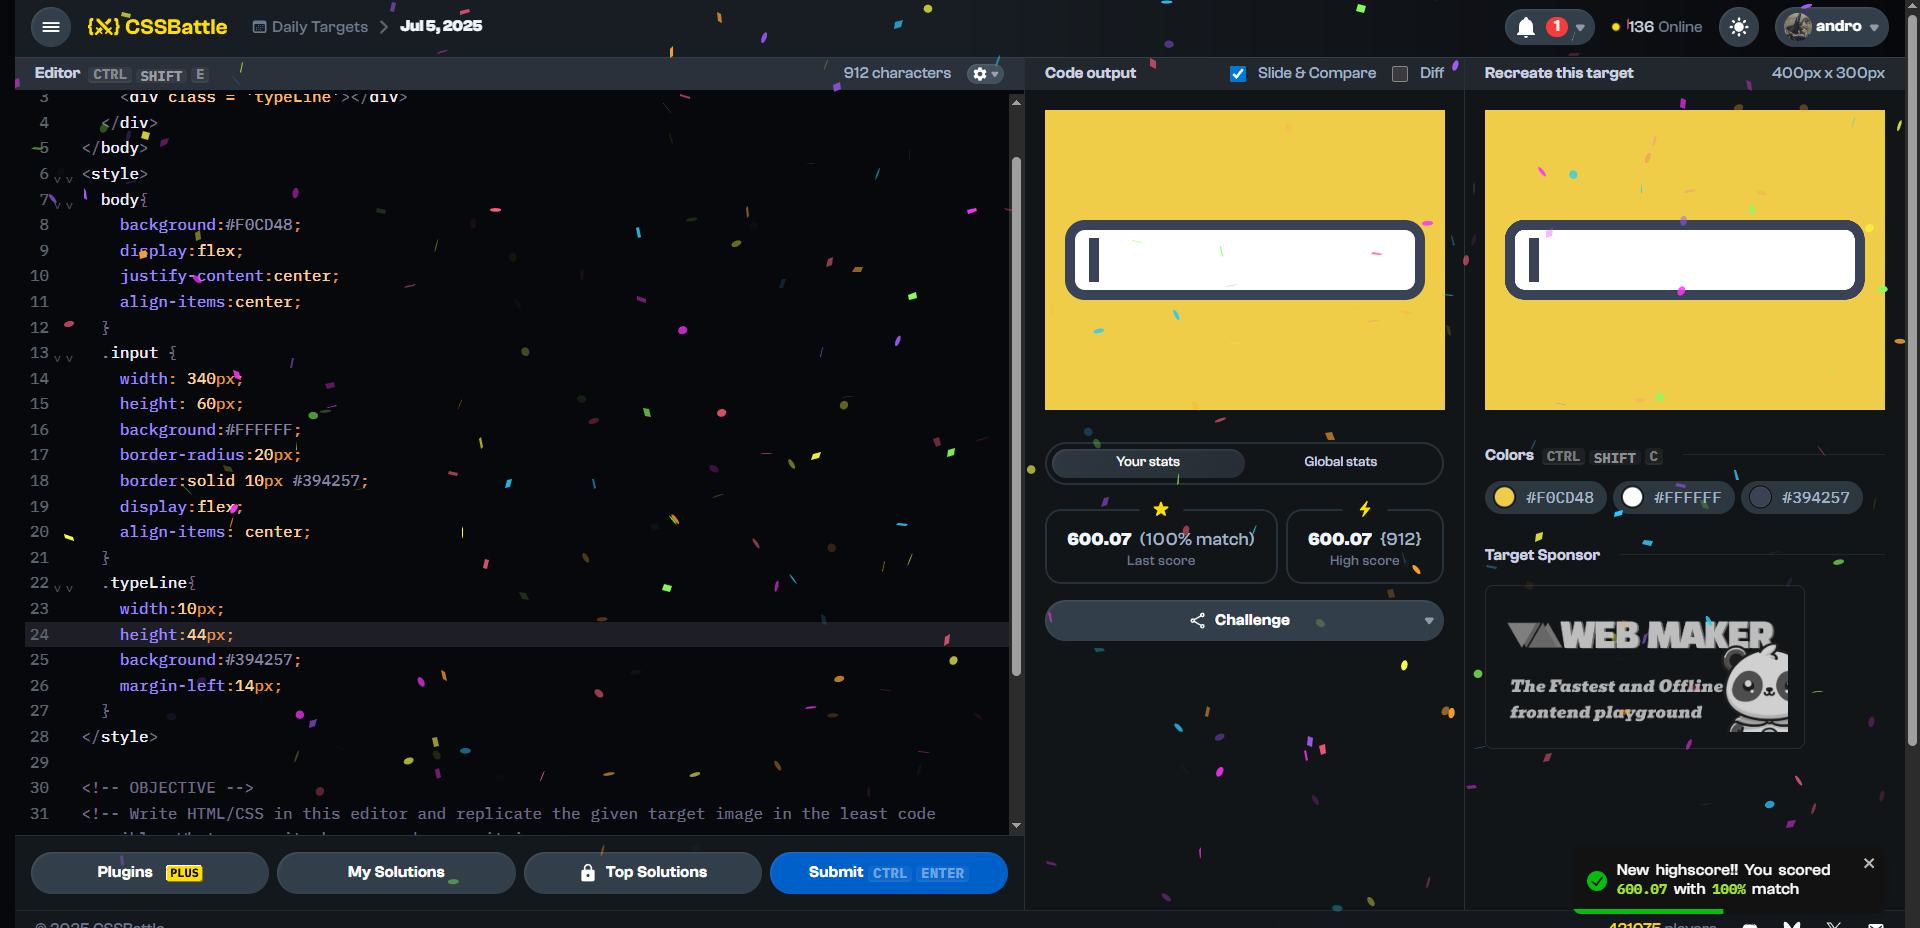 CSSBattle
Daily Targets
Jul 5, 2025
1
136 Online
andro
Editor CTRL SHIFT E
912 characters
3 <div class = 'typeLine'></div>
4 </div>
5 </body>
6 <style>
7 body{
8 background:#F0CD48;
9 display:flex;
10 justify-content:center;
11 align-items:center;
12 }
13 .input {
14 width: 340px;
15 height: 60px;
16 background:#FFFFFF;
17 border-radius:20px;
18 border:solid 10px #394257;
19 display:flex;
20 align-items: center;
21 }
22 .typeLine{
23 width:10px;
24 height:44px;
25 background:#394257;
26 margin-left:14px;
27 }
28 </style>
29
30 <!-- OBJECTIVE -->
31 <!-- Write HTML/CSS in this editor and replicate the given target image in the least code
Plugins PLUS
My Solutions
Top Solutions
Submit CTRL ENTER
© 2025 CSSBattle
Code output
Slide & Compare
Diff
Your stats
Global stats
600.07 (100% match)
Last score
600.07 {912}
High score
Challenge
Recreate this target
400px x 300px
Colors CTRL SHIFT C
#F0CD48
#FFFFFF
#394257
Target Sponsor
WEB MAKER
The Fastest and Offline
frontend playground
New highscore!! You scored
600.07 with 100% match
421075 players